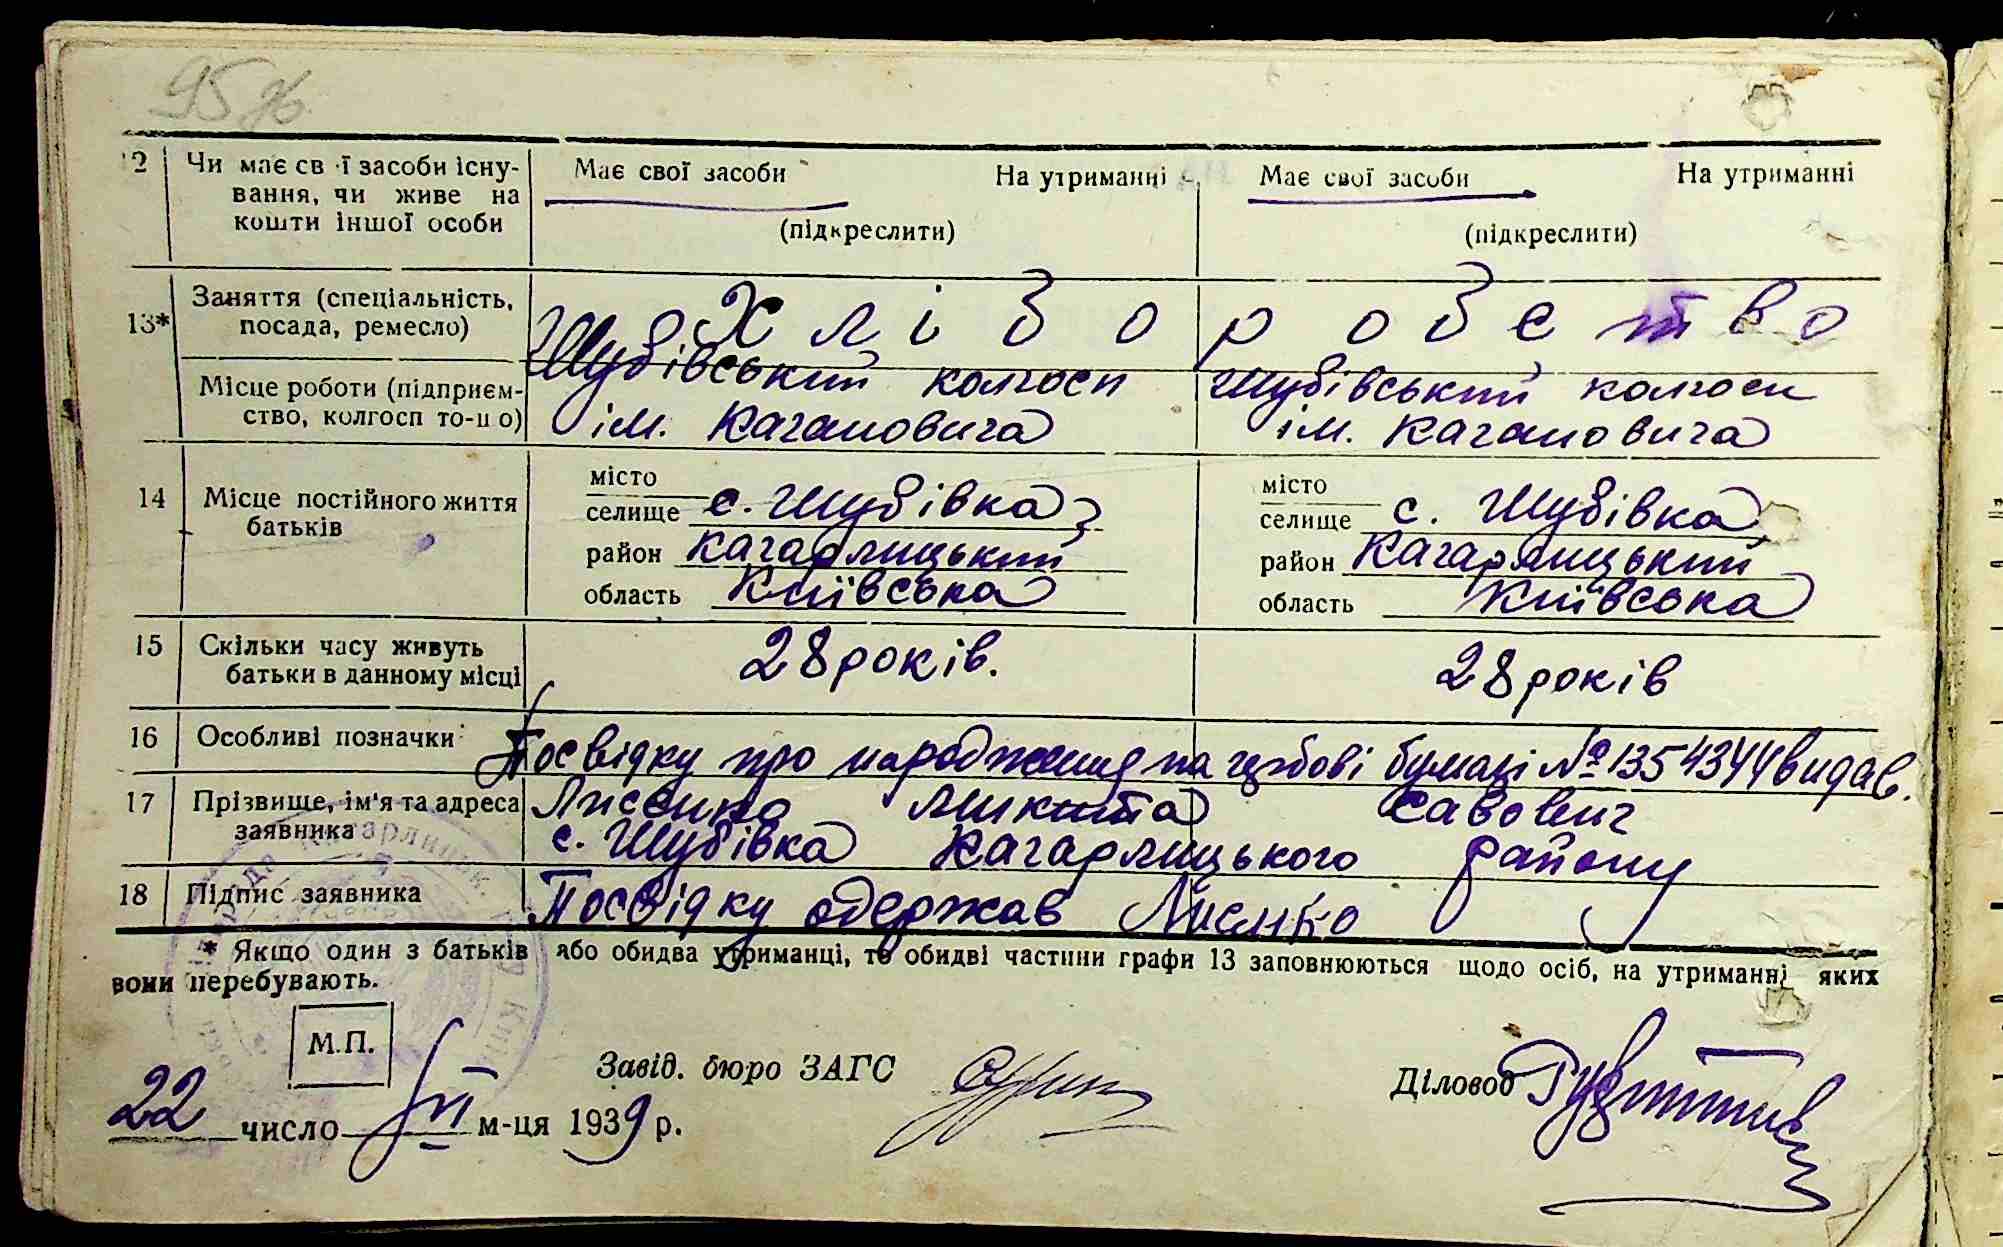 95
12 Чи має св ї засоби існу- Має свої засоби На утриманні Має свої засоби На утриманні
вання, чи живе на
кошти іншої особи (підкреслити) (підкреслити)
13* Заняття (спеціальність, Хліборобство
посада, ремесло)
Місце роботи (підприєм- Шубівський колгосп Шубівський колгосп
ство, колгосп то-що) ім. Кагановича ім. Кагановича
14 Місце постійного життя місто місто
батьків селище с. Шубівка селище с. Шубівка
район Кагарлицький район Кагарлицький
область Київська область Київська
15 Скільки часу живуть 28 років. 28 років
батьки в данному місці
16 Особливі позначки Посвідку про народження на гербові бумазі № 1354344 видав.
17 Прізвище, ім'я та адреса Лисенко Микита Савович
заявника с. Шубівка Кагарлицького району
18 Підпис заявника Посвідку одержав Лисенко
* Якщо один з батьків або обидва утриманці, то обидві частини графи 13 заповнюються щодо осіб, на утриманні яких
вони перебувають.
М.П.
Завід. бюро ЗАГС Діловод
22 число VI м-ця 1939 р.